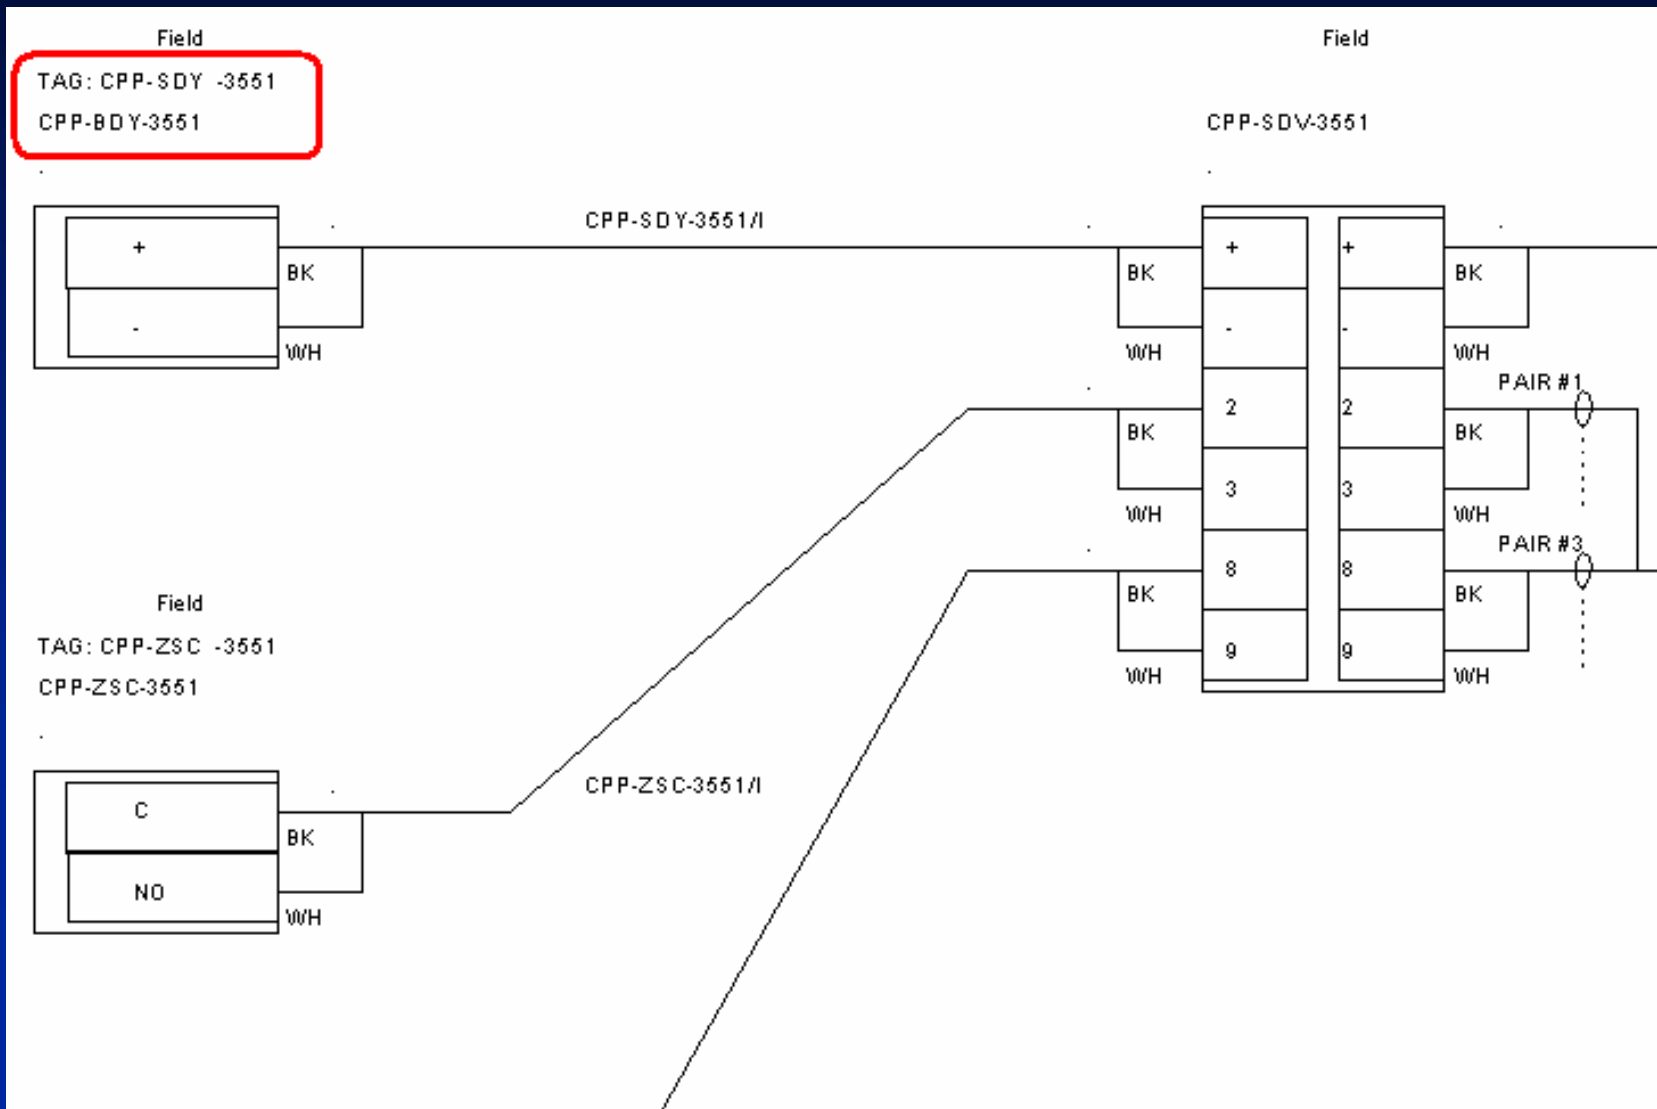 Field
TAG: CPP-SDY -3551
CPP-BDY-3551
+
BK
-
WH
CPP-SDY-3551/I
Field
CPP-SDV-3551
+ +
BK BK
- -
WH WH
PAIR #1
2 2
BK BK
3 3
WH WH
PAIR #3
8 8
BK BK
9 9
WH WH
Field
TAG: CPP-ZSC -3551
CPP-ZSC-3551
C
BK
NO
WH
CPP-ZSC-3551/I